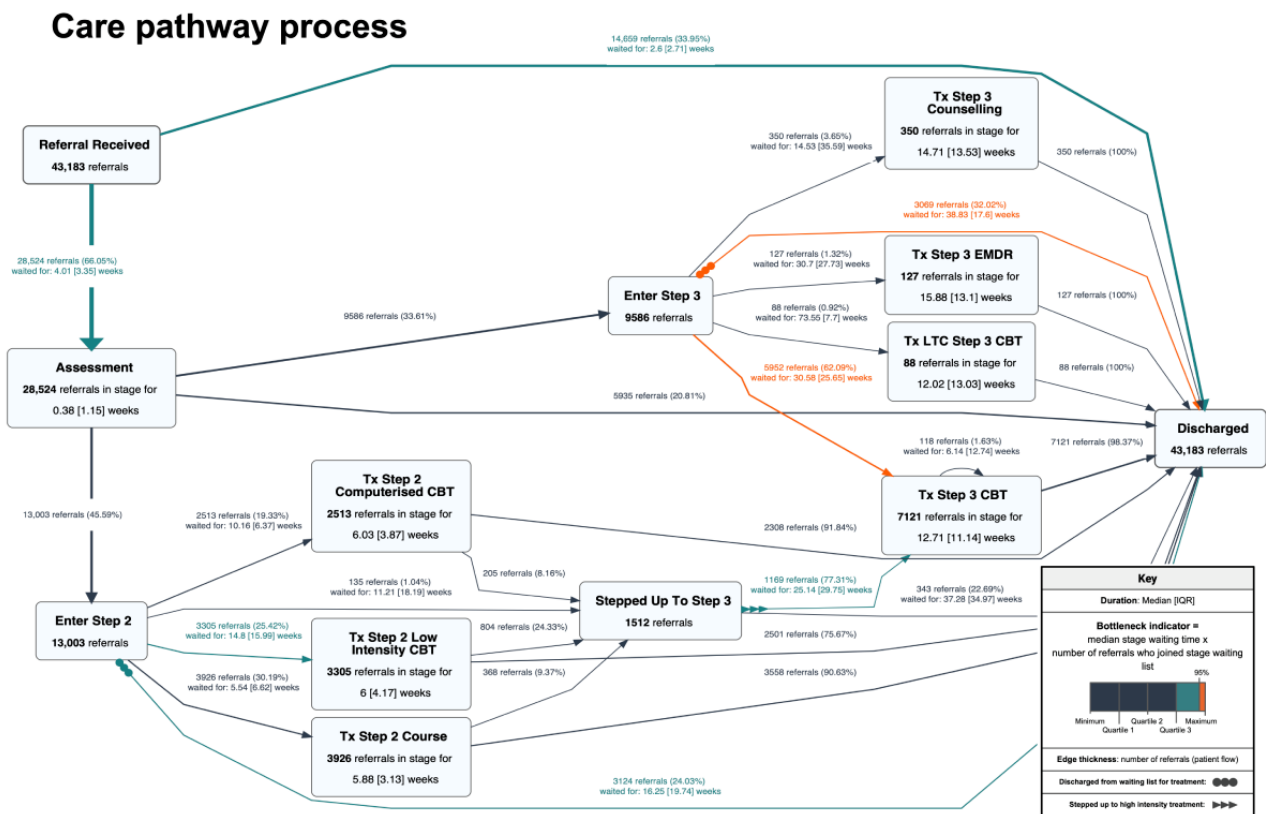 Care pathway process
14,659 referrals (33.95%)
waited for: 2.6 [2.71] weeks
Referral Received
43,183 referrals
28,524 referrals (66.05%)
waited for: 4.01 [3.35] weeks
Assessment
28,524 referrals in stage for
0.38 [1.15] weeks
9586 referrals (33.61%)
5935 referrals (20.81%)
13,003 referrals (45.59%)
Enter Step 3
9586 referrals
350 referrals (3.65%)
waited for: 14.53 [35.59] weeks
Tx Step 3
Counselling
350 referrals in stage for
14.71 [13.53] weeks
350 referrals (100%)
3069 referrals (32.02%)
waited for: 38.83 [17.6] weeks
127 referrals (1.32%)
waited for: 30.7 [27.73] weeks
Tx Step 3 EMDR
127 referrals in stage for
15.88 [13.1] weeks
127 referrals (100%)
88 referrals (0.92%)
waited for: 73.55 [7.7] weeks
Tx LTC Step 3 CBT
88 referrals in stage for
12.02 [13.03] weeks
88 referrals (100%)
5952 referrals (62.09%)
waited for: 30.58 [25.65] weeks
118 referrals (1.63%)
waited for: 6.14 [12.74] weeks
7121 referrals (98.37%)
Discharged
43,183 referrals
Tx Step 3 CBT
7121 referrals in stage for
12.71 [11.14] weeks
Enter Step 2
13,003 referrals
2513 referrals (19.33%)
waited for: 10.16 [6.37] weeks
Tx Step 2
Computerised CBT
2513 referrals in stage for
6.03 [3.87] weeks
2308 referrals (91.84%)
205 referrals (8.16%)
135 referrals (1.04%)
waited for: 11.21 [18.19] weeks
Stepped Up To Step 3
1512 referrals
1169 referrals (77.31%)
waited for: 25.14 [29.75] weeks
343 referrals (22.69%)
waited for: 37.28 [34.97] weeks
3305 referrals (25.42%)
waited for: 14.8 [15.99] weeks
Tx Step 2 Low
Intensity CBT
3305 referrals in stage for
6 [4.17] weeks
804 referrals (24.33%)
2501 referrals (75.67%)
368 referrals (9.37%)
3558 referrals (90.63%)
3926 referrals (30.19%)
waited for: 5.54 [6.62] weeks
Tx Step 2 Course
3926 referrals in stage for
5.88 [3.13] weeks
3124 referrals (24.03%)
waited for: 16.25 [19.74] weeks
Key
Duration: Median [IQR]
Bottleneck indicator =
median stage waiting time x
number of referrals who joined stage waiting
list
95%
Minimum
Quartile 1
Quartile 2
Quartile 3
Maximum
Edge thickness: number of referrals (patient flow)
Discharged from waiting list for treatment:
Stepped up to high intensity treatment: